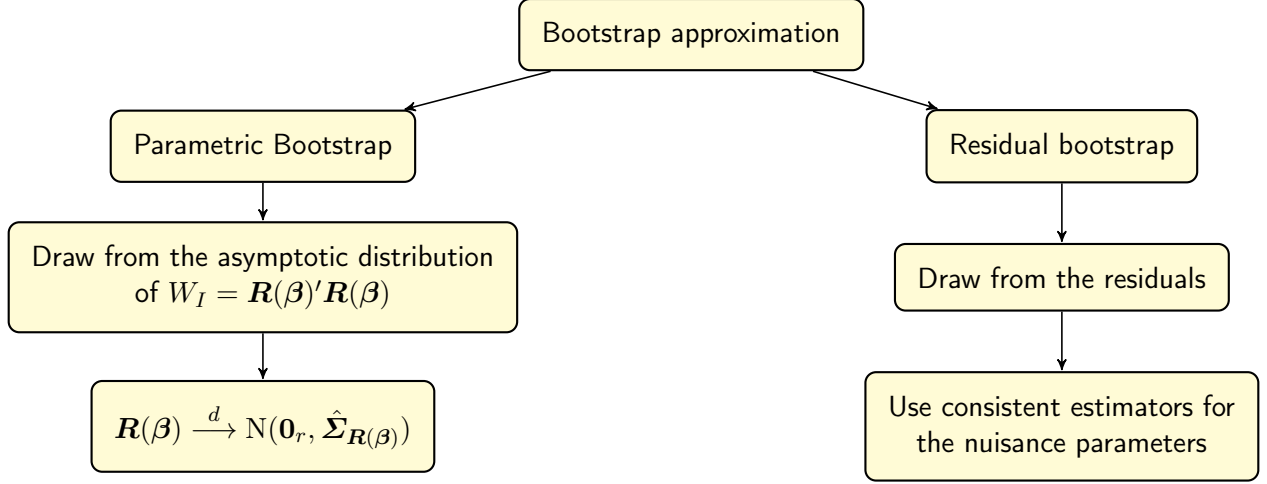 Bootstrap approximation
Parametric Bootstrap
Residual bootstrap
Draw from the asymptotic distribution
of W_I = R(β)′R(β)
Draw from the residuals
R(β) —d→ N(0_r, Σ̂_R(β))
Use consistent estimators for
the nuisance parameters